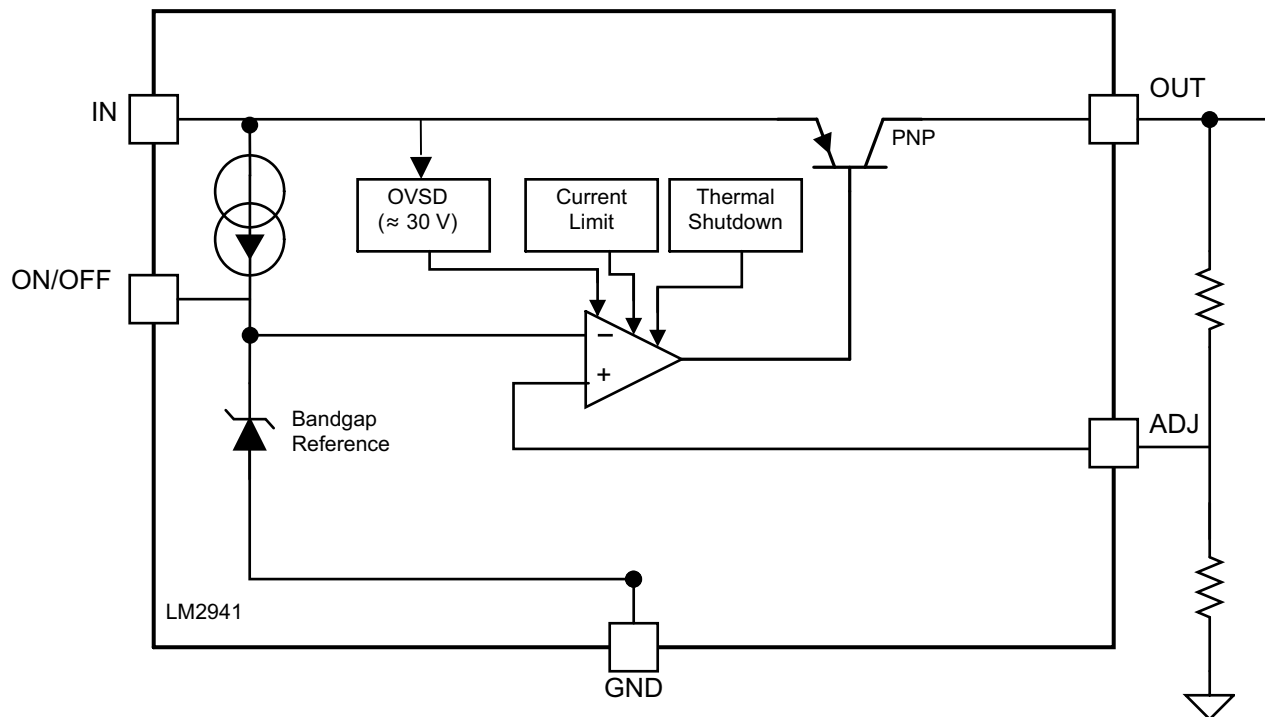 IN
OUT
PNP
OVSD
(≈ 30 V)
Current
Limit
Thermal
Shutdown
ON/OFF
−
+
Bandgap
Reference
ADJ
LM2941
GND